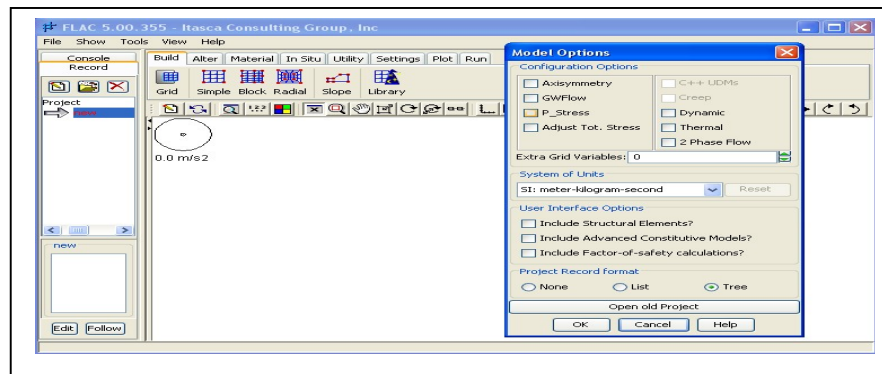 FLAC 5.00.355 - Itasca Consulting Group, Inc
File Show Tools View Help
Console
Record
Project
new
new
Edit Follow
Build Alter Material In Situ Utility Settings Plot Run
Grid Simple Block Radial Slope Library
0.0 m/s2
Model Options
Configuration Options
Axisymmetry
GWFlow
P_Stress
Adjust Tot. Stress
C++ UDMs
Creep
Dynamic
Thermal
2 Phase Flow
Extra Grid Variables: 0
System of Units
SI: meter-kilogram-second Reset
User Interface Options
Include Structural Elements?
Include Advanced Constitutive Models?
Include Factor-of-safety calculations?
Project Record format
None List Tree
Open old Project
OK Cancel Help